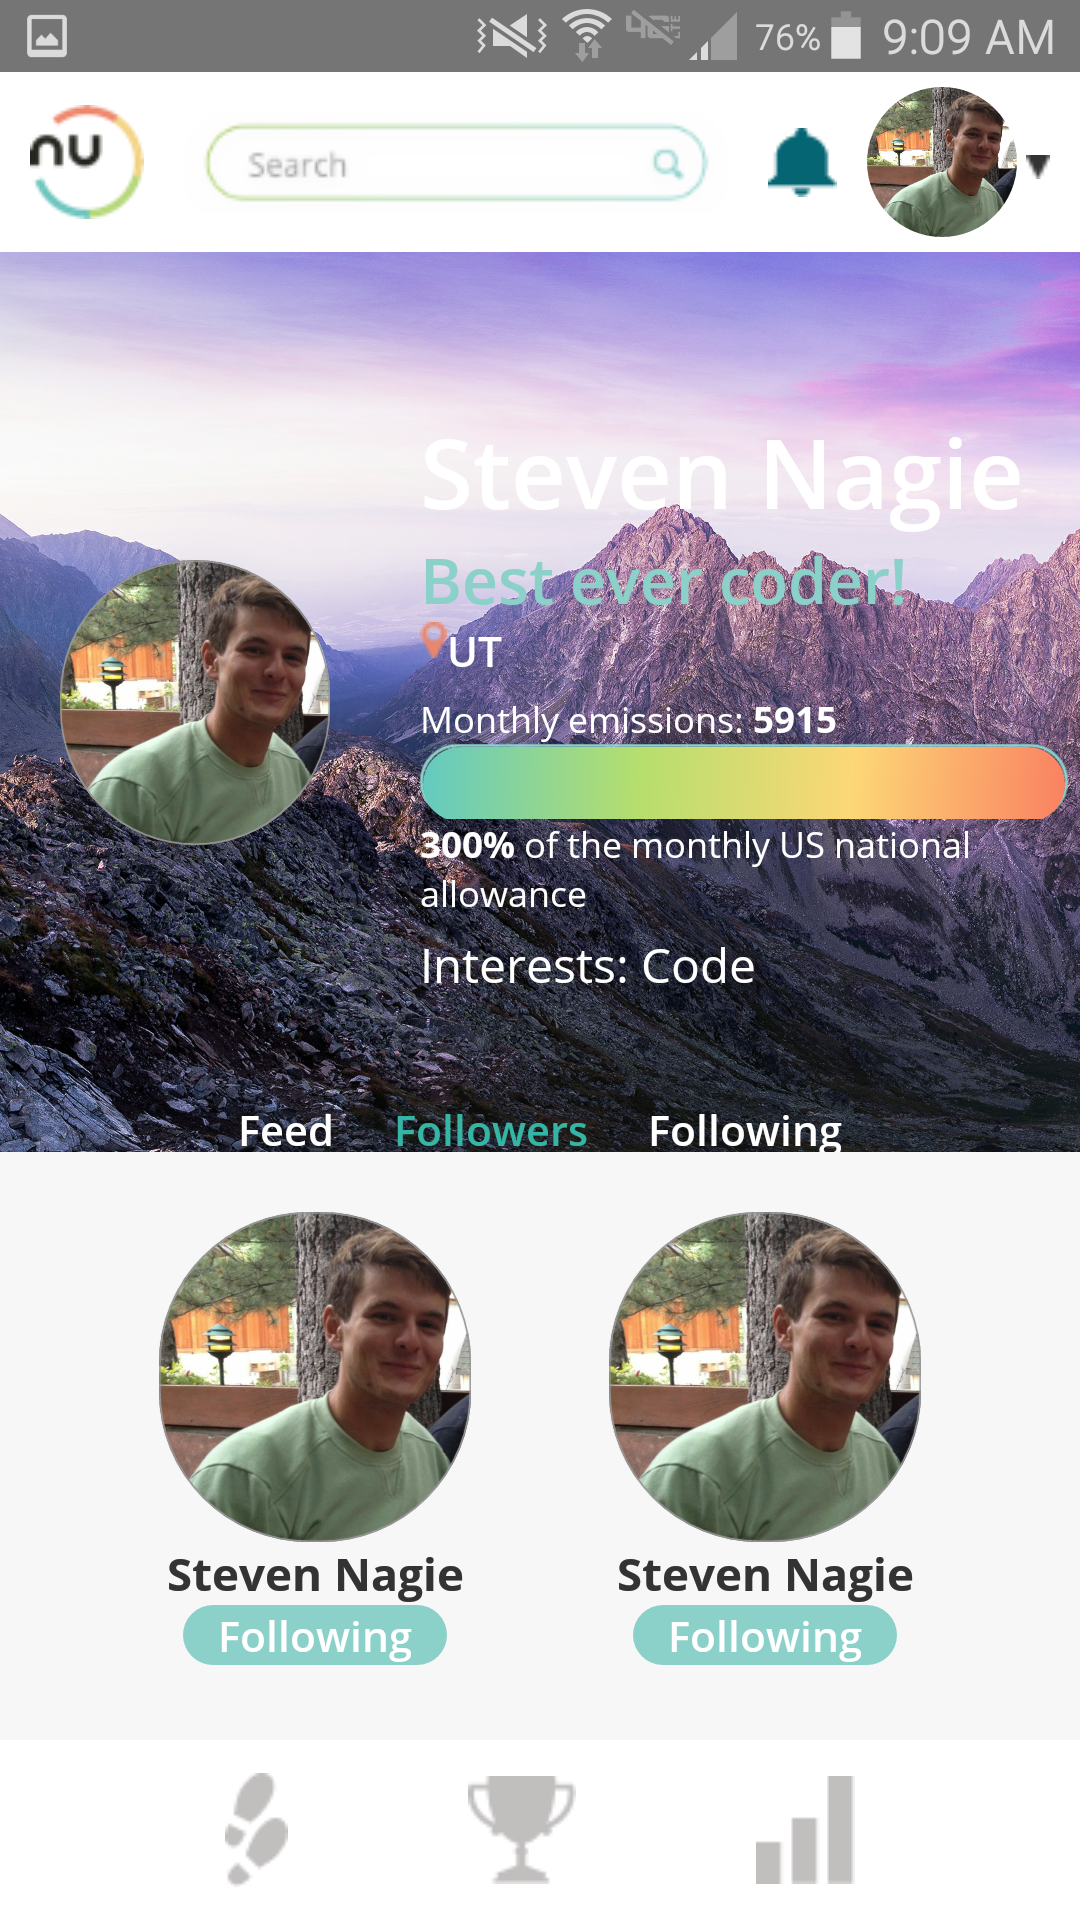 76% 9:09 AM
nu
Search
Steven Nagie
Best ever coder!
UT
Monthly emissions: 5915
300% of the monthly US national
allowance
Interests: Code
Feed Followers Following
Steven Nagie Steven Nagie
Following Following